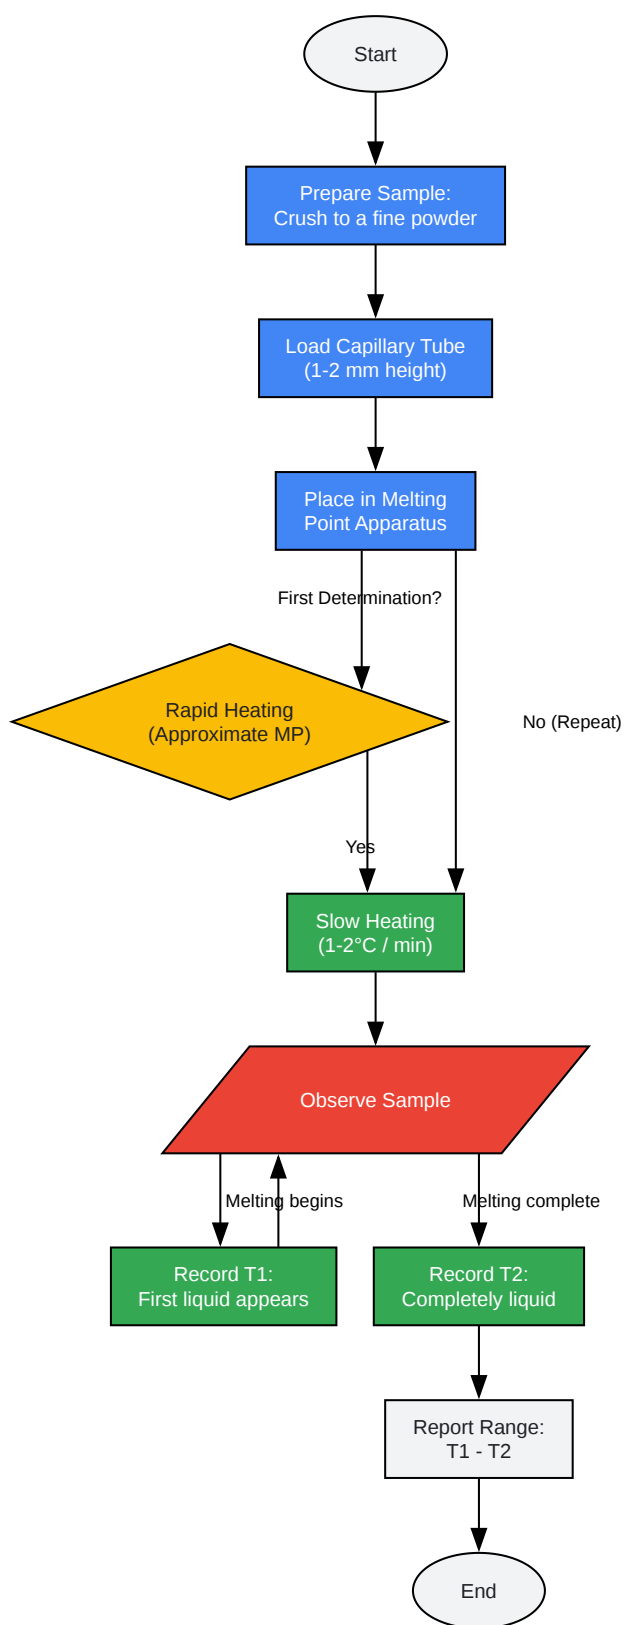 Start
Prepare Sample:
Crush to a fine powder
Load Capillary Tube
(1-2 mm height)
Place in Melting
Point Apparatus
First Determination?
Rapid Heating
(Approximate MP)
No (Repeat)
Yes
Slow Heating
(1-2°C / min)
Observe Sample
Melting begins
Melting complete
Record T1:
First liquid appears
Record T2:
Completely liquid
Report Range:
T1 - T2
End